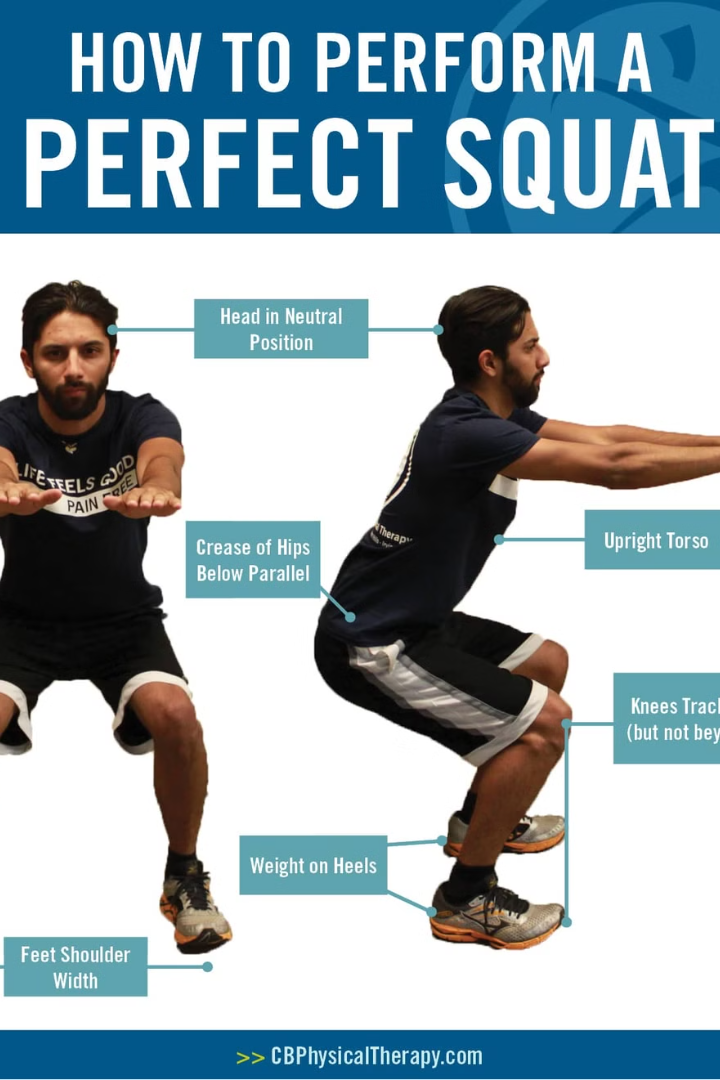 HOW TO PERFORM A
PERFECT SQUAT
Head in Neutral
Position
LIFE FEELS GOOD
PAIN FREE
Therapy
Crease of Hips
Below Parallel
Upright Torso
Knees Track
(but not bey
Weight on Heels
Feet Shoulder
Width
>> CBPhysicalTherapy.com